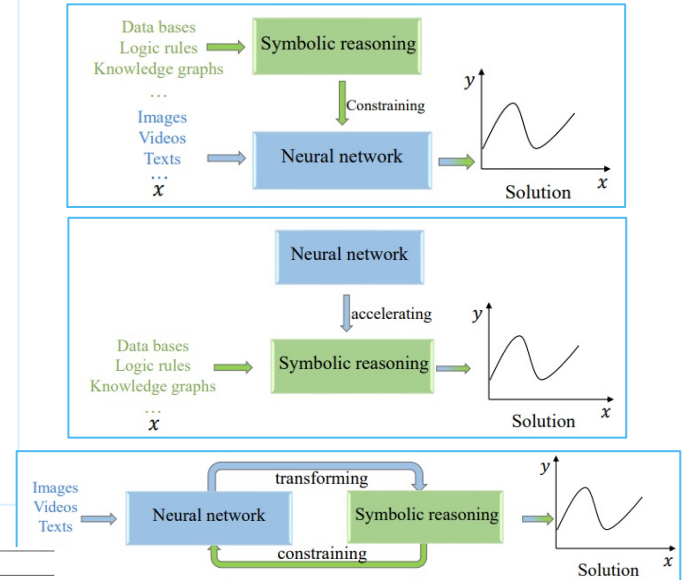 Data bases
Logic rules
Knowledge graphs
...
Symbolic reasoning
Constraining
Images
Videos
Texts
...
x
Neural network
y
x
Solution
Neural network
accelerating
Data bases
Logic rules
Knowledge graphs
...
x
Symbolic reasoning
y
x
Solution
Images
Videos
Texts
Neural network
transforming
Symbolic reasoning
constraining
y
x
Solution